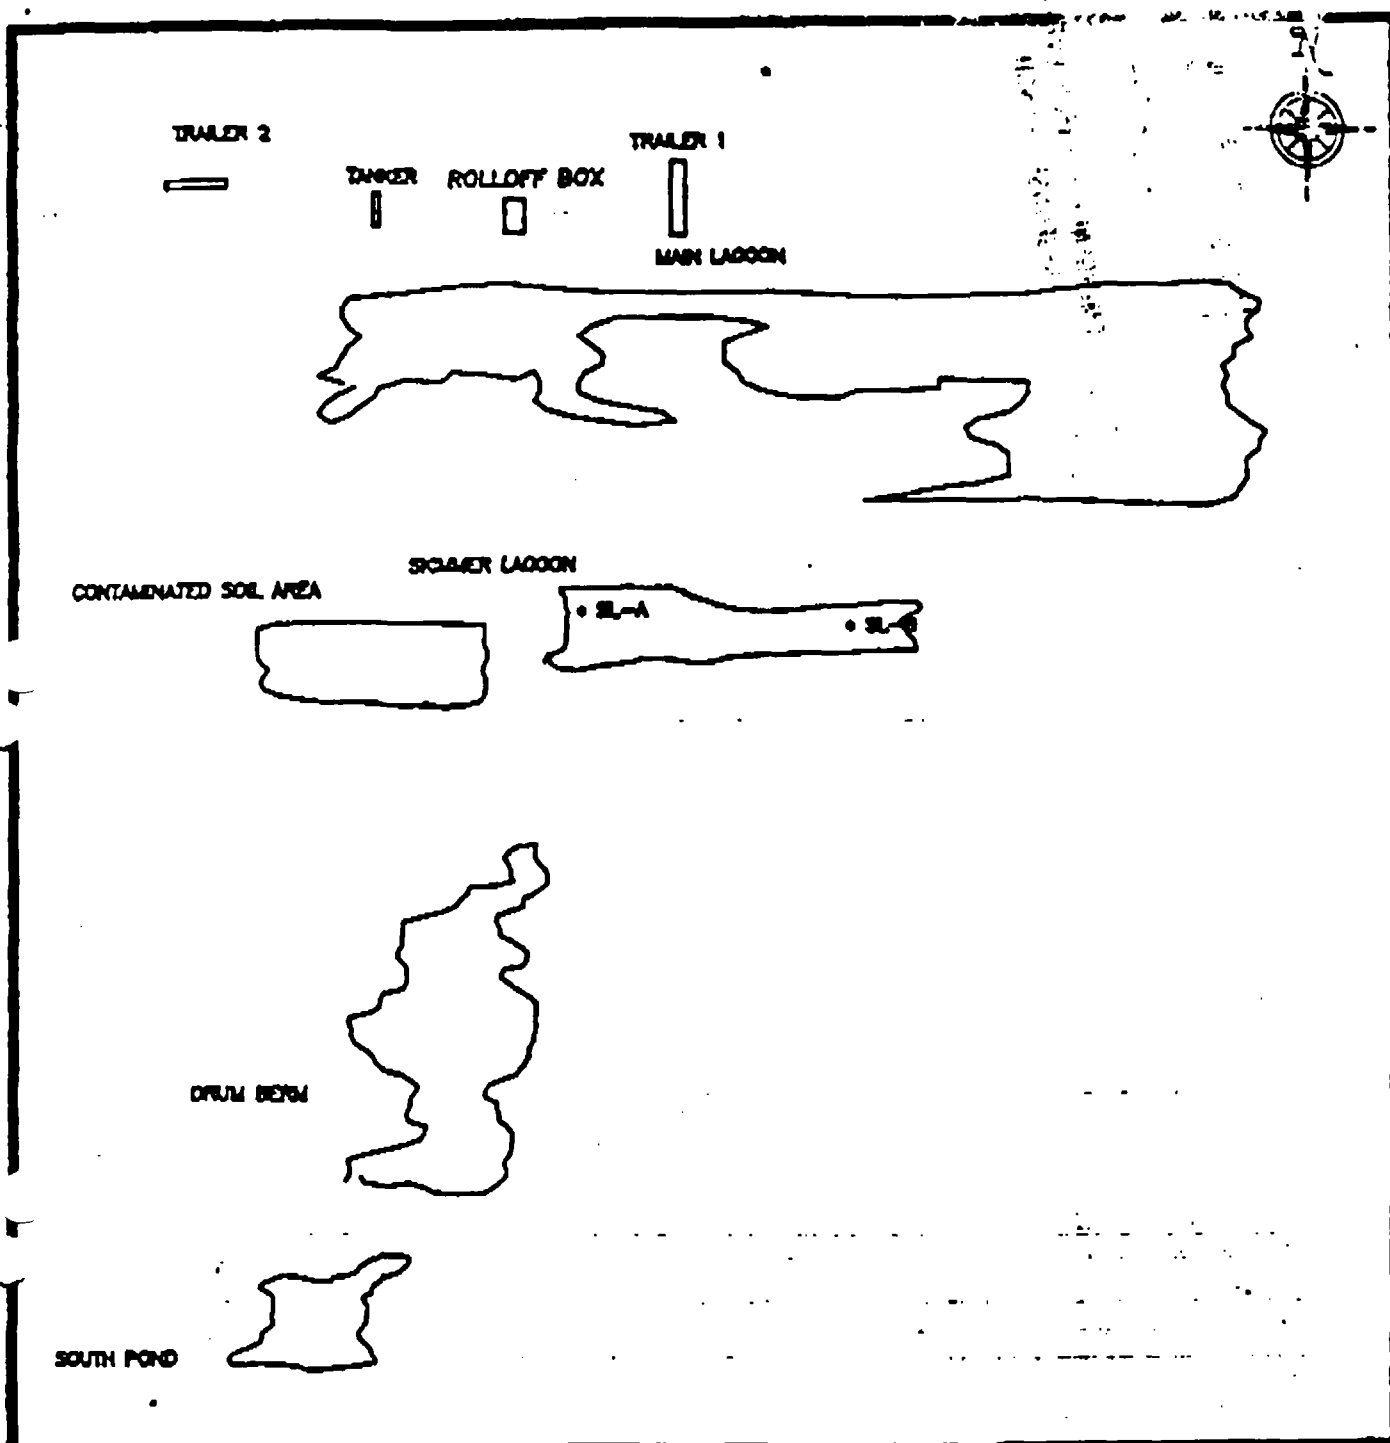 TRAILER 2
TRAILER 1
TANKER
ROLLOFF BOX
MAIN LAGOON
SKIMMER LAGOON
CONTAMINATED SOIL AREA
SL-A
SL-B
DRUM BERM
SOUTH POND